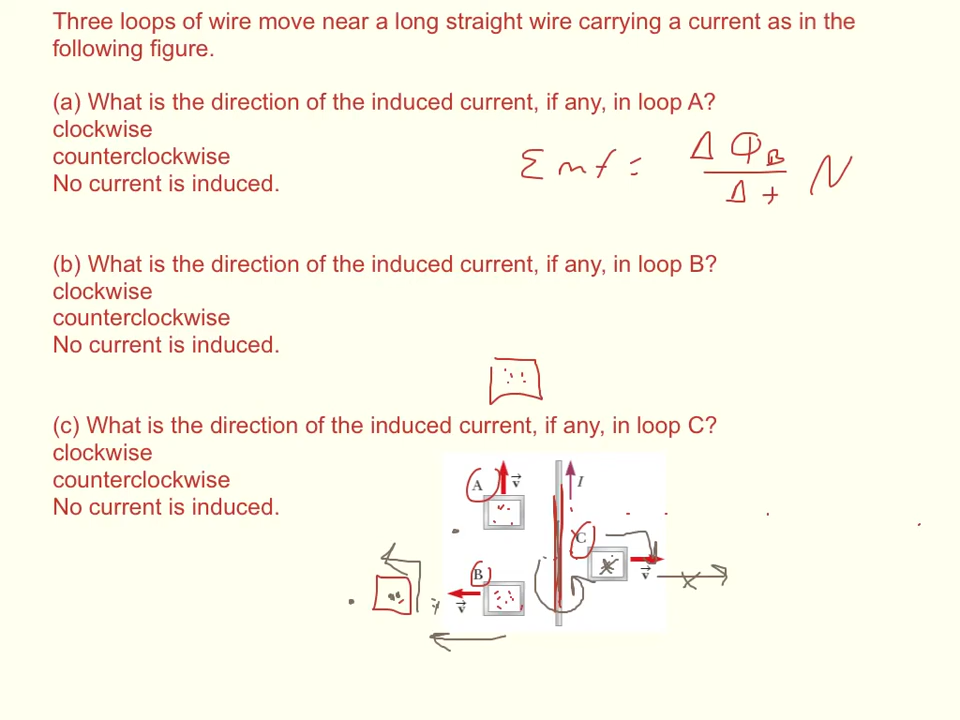 Three loops of wire move near a long straight wire carrying a current as in the
following figure.
(a) What is the direction of the induced current, if any, in loop A?
clockwise
counterclockwise
No current is induced.
Σmf = ΔΦB / Δt N
(b) What is the direction of the induced current, if any, in loop B?
clockwise
counterclockwise
No current is induced.
(c) What is the direction of the induced current, if any, in loop C?
clockwise
counterclockwise
No current is induced.
A v I
C
B v
v